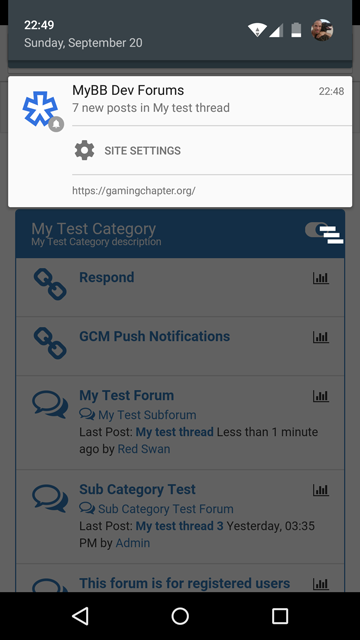 22:49
Sunday, September 20
MyBB Dev Forums 22:48
7 new posts in My test thread
SITE SETTINGS
https://gamingchapter.org/
My Test Category
My Test Category description
Respond
GCM Push Notifications
My Test Forum
My Test Subforum
Last Post: My test thread Less than 1 minute
ago by Red Swan
Sub Category Test
Sub Category Test Forum
Last Post: My test thread 3 Yesterday, 03:35
PM by Admin
This forum is for registered users